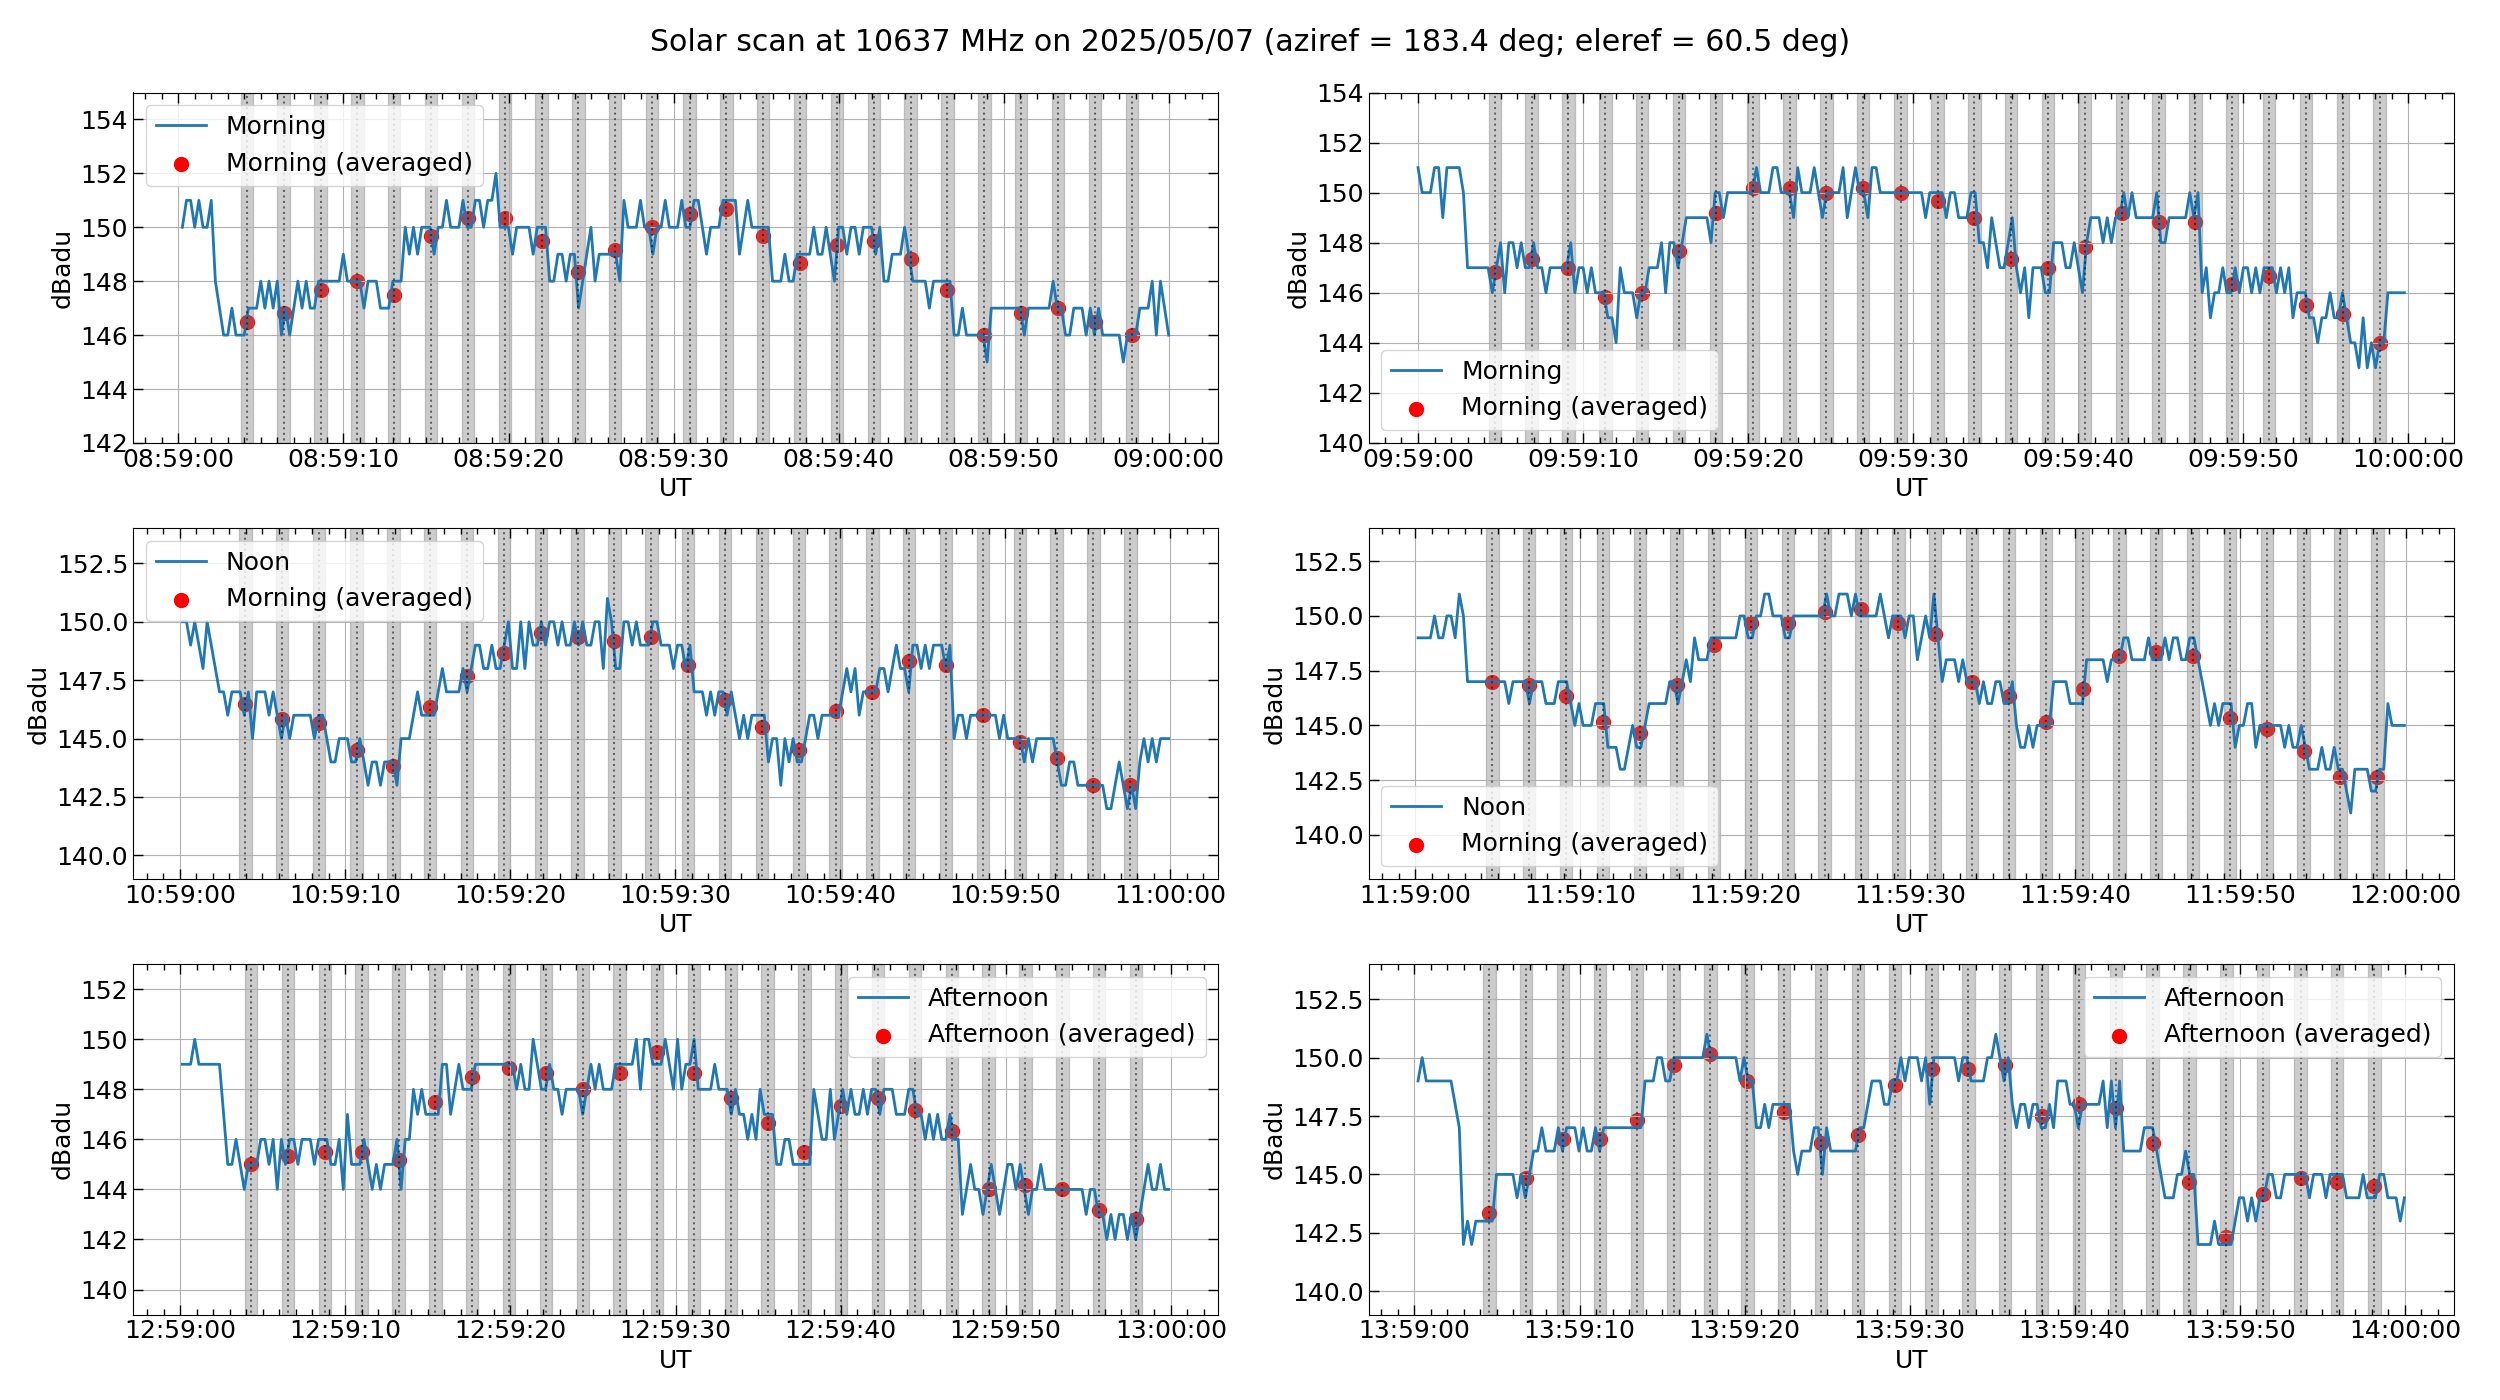 Solar scan at 10637 MHz on 2025/05/07 (aziref = 183.4 deg; eleref = 60.5 deg)
154
152
150
148
146
144
142
dBadu
Morning
Morning (averaged)
08:59:00 08:59:10 08:59:20 08:59:30 08:59:40 08:59:50 09:00:00
UT
154
152
150
148
146
144
142
140
dBadu
Morning
Morning (averaged)
09:59:00 09:59:10 09:59:20 09:59:30 09:59:40 09:59:50 10:00:00
UT
152.5
150.0
147.5
145.0
142.5
140.0
dBadu
Noon
Morning (averaged)
10:59:00 10:59:10 10:59:20 10:59:30 10:59:40 10:59:50 11:00:00
UT
152.5
150.0
147.5
145.0
142.5
140.0
dBadu
Noon
Morning (averaged)
11:59:00 11:59:10 11:59:20 11:59:30 11:59:40 11:59:50 12:00:00
UT
152
150
148
146
144
142
140
dBadu
Afternoon
Afternoon (averaged)
12:59:00 12:59:10 12:59:20 12:59:30 12:59:40 12:59:50 13:00:00
UT
152.5
150.0
147.5
145.0
142.5
140.0
dBadu
Afternoon
Afternoon (averaged)
13:59:00 13:59:10 13:59:20 13:59:30 13:59:40 13:59:50 14:00:00
UT